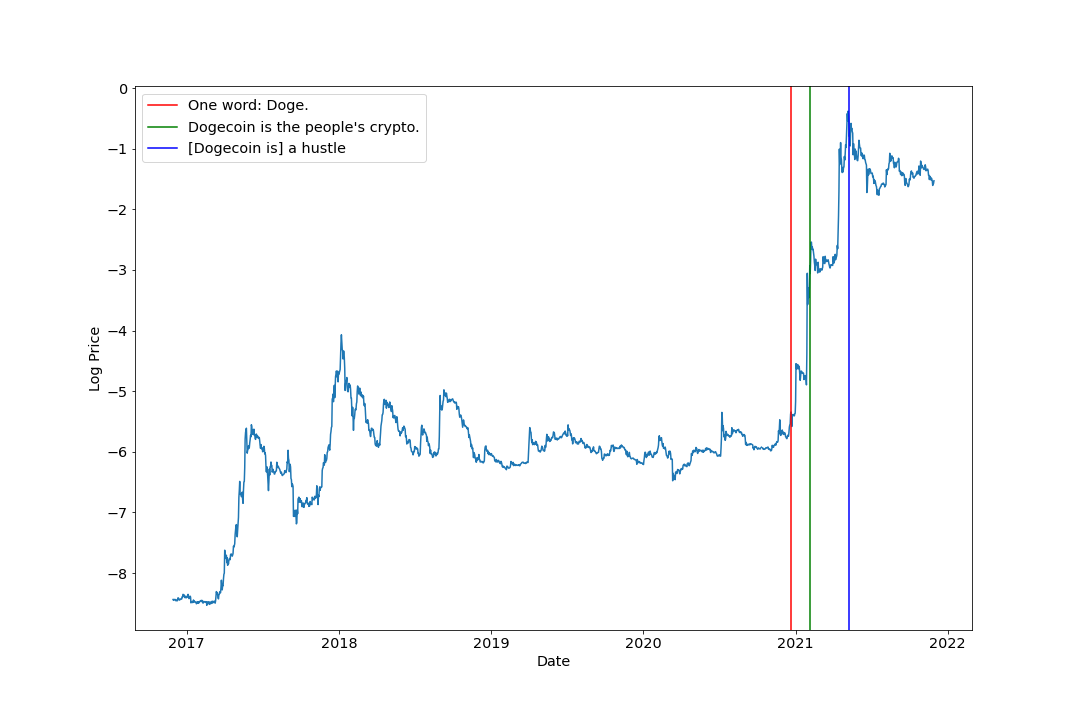 One word: Doge.
Dogecoin is the people's crypto.
[Dogecoin is] a hustle
Log Price
0
−1
−2
−3
−4
−5
−6
−7
−8
2017 2018 2019 2020 2021 2022
Date